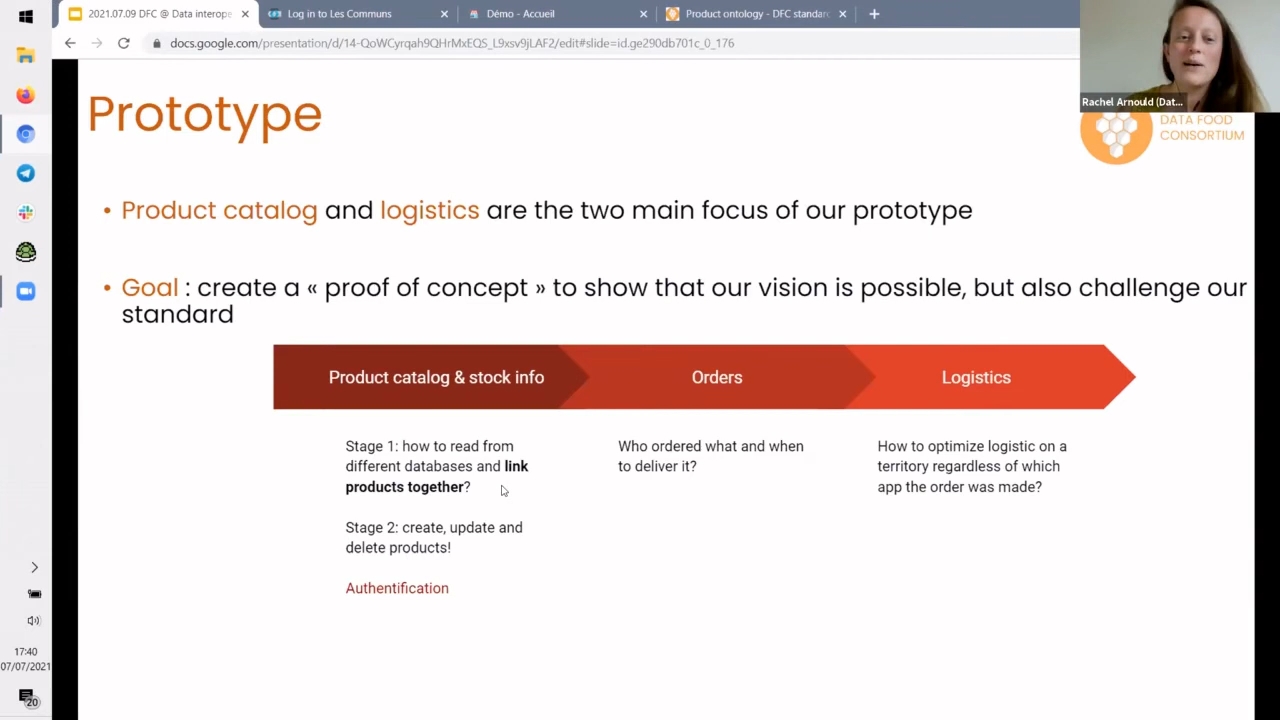 2021.07.09 DFC @ Data interope
Log in to Les Communs
Démo - Accueil
Product ontology - DFC standard
docs.google.com/presentation/d/14-QoWCyrqah9QHrMxEQS_L9xsv9jLAF2/edit#slide=id.ge290db701c_0_176
Rachel Arnould (Dat...
DATA FOOD
CONSORTIUM
Prototype
• Product catalog and logistics are the two main focus of our prototype
• Goal : create a « proof of concept » to show that our vision is possible, but also challenge our
standard
Product catalog & stock info
Orders
Logistics
Stage 1: how to read from
different databases and link
products together?
Stage 2: create, update and
delete products!
Authentification
Who ordered what and when
to deliver it?
How to optimize logistic on a
territory regardless of which
app the order was made?
17:40
07/07/2021
20